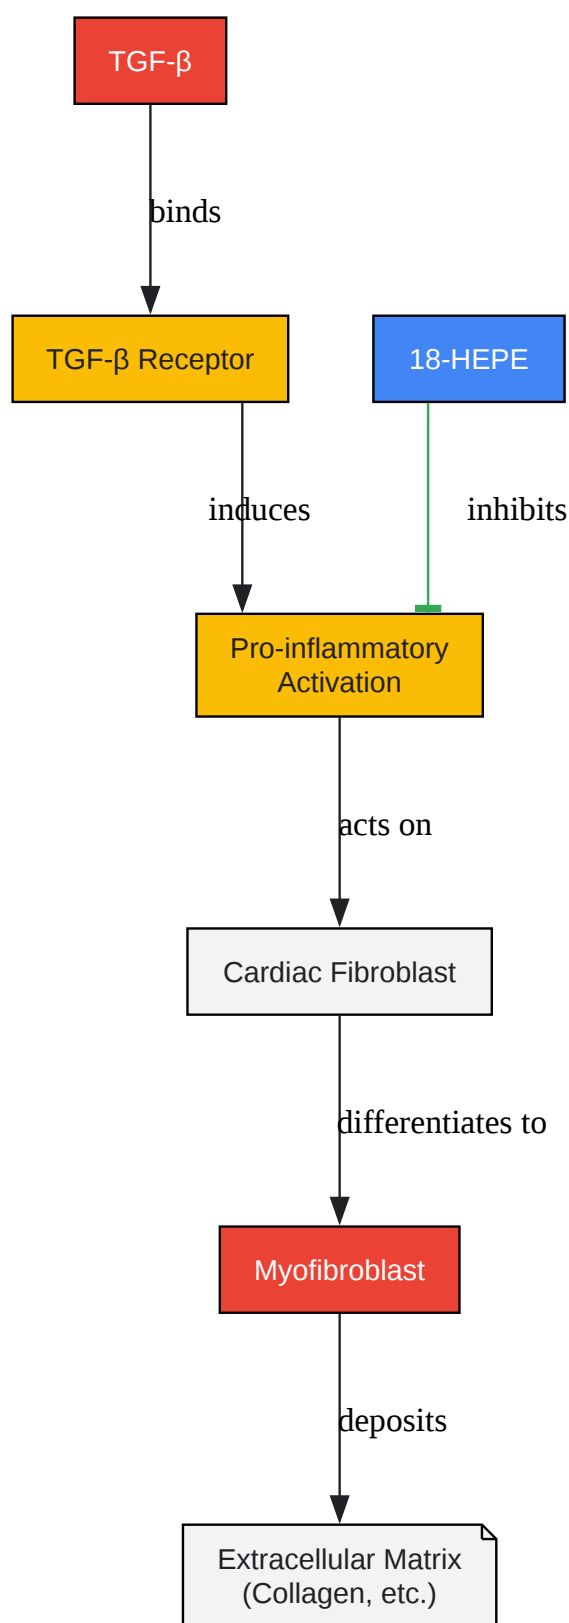 TGF-β
binds
TGF-β Receptor
18-HEPE
induces
inhibits
Pro-inflammatory
Activation
acts on
Cardiac Fibroblast
differentiates to
Myofibroblast
deposits
Extracellular Matrix
(Collagen, etc.)